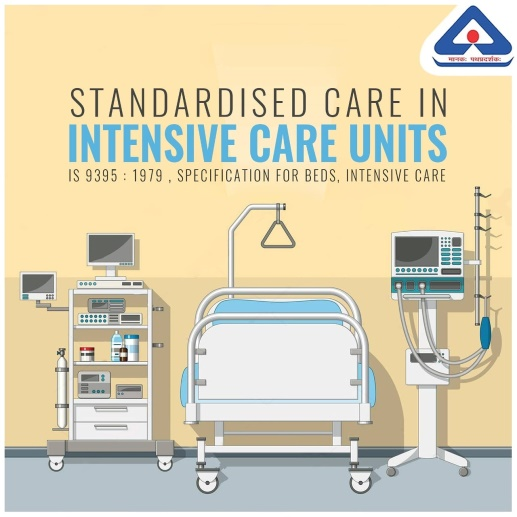 मानकः पथप्रदर्शकः
STANDARDISED CARE IN
INTENSIVE CARE UNITS
IS 9395 : 1979 , SPECIFICATION FOR BEDS, INTENSIVE CARE